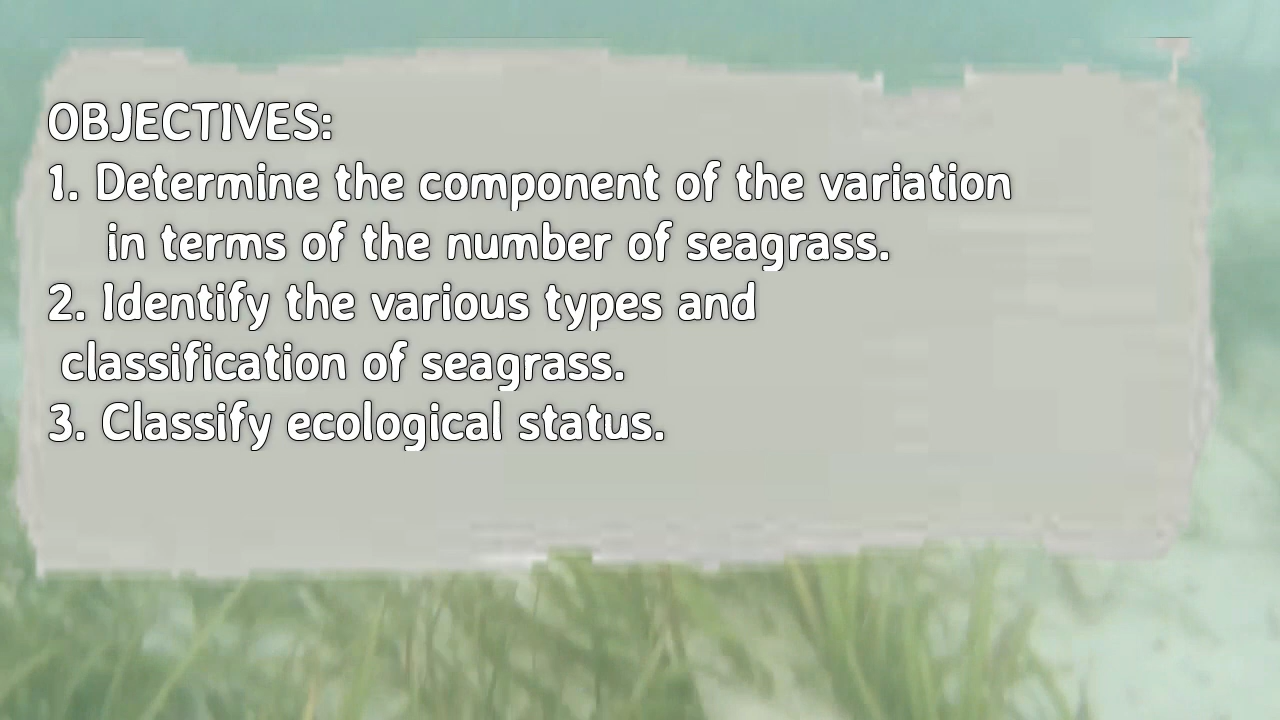 OBJECTIVES:
1. Determine the component of the variation
in terms of the number of seagrass.
2. Identify the various types and
classification of seagrass.
3. Classify ecological status.